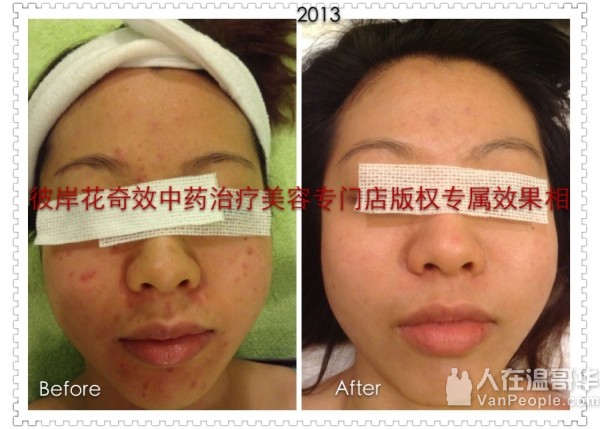 2013
彼岸花奇效中药治疗美容专门店版权专属效果相
Before
After
人在温哥华
VanPeople.com